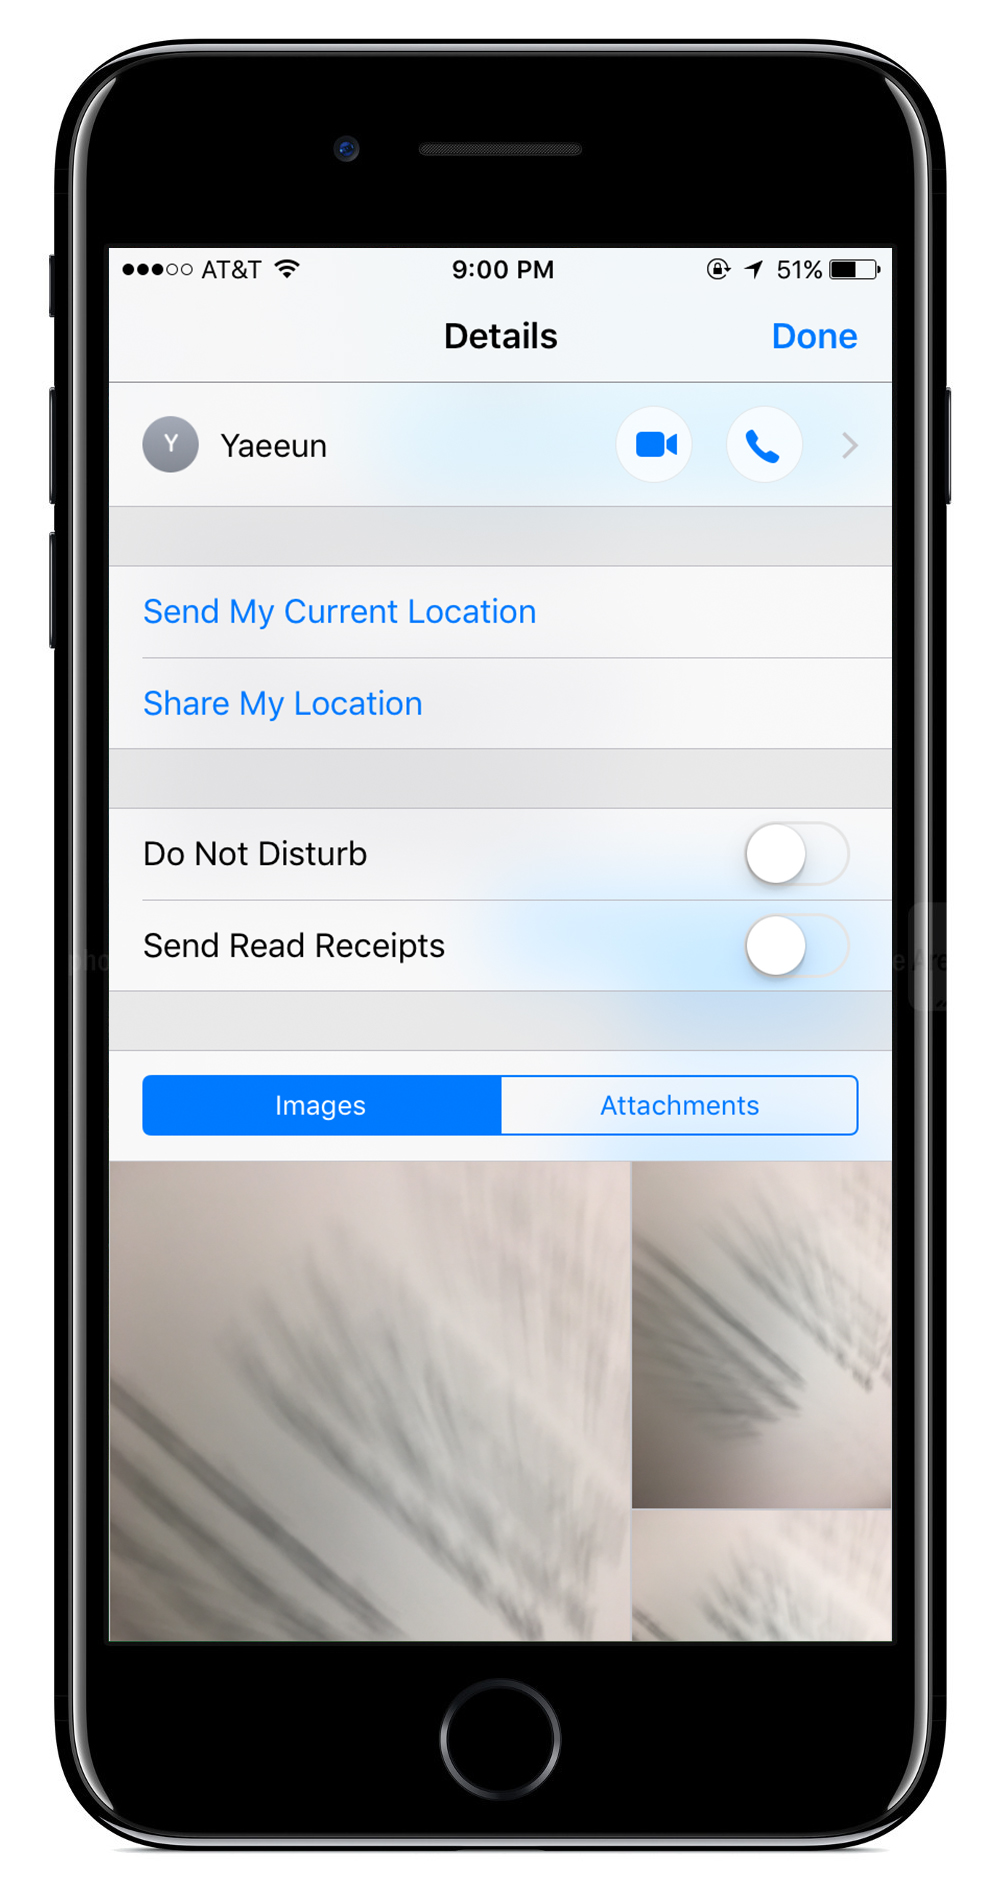 AT&T 9:00 PM 51%
Details Done
Y Yaeeun
Send My Current Location
Share My Location
Do Not Disturb
Send Read Receipts
Images Attachments